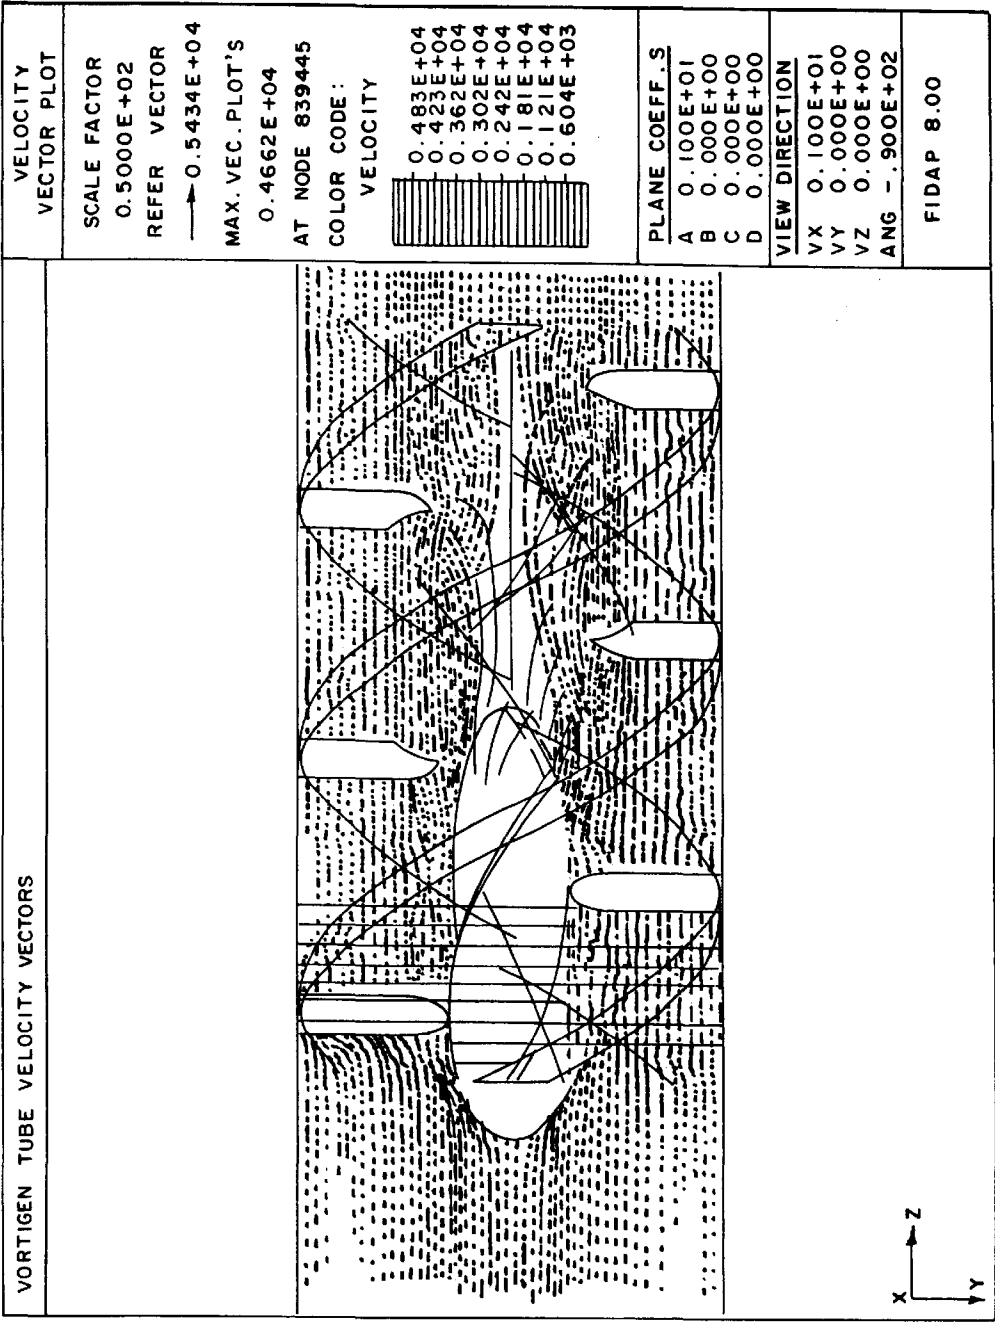 VORTIGEN TUBE VELOCITY VECTORS
VELOCITY
VECTOR PLOT
SCALE FACTOR
0.5000E+02
REFER VECTOR
0.5434E+04
MAX. VEC. PLOT'S
0.4662E+04
AT NODE 839445
COLOR CODE:
VELOCITY
0.483E+04
0.423E+04
0.362E+04
0.302E+04
0.242E+04
0.181E+04
0.121E+04
0.604E+03
PLANE COEFF.S
A 0.100E+01
B 0.000E+00
C 0.000E+00
D 0.000E+00
VIEW DIRECTION
VX 0.100E+01
VY 0.000E+00
VZ 0.000E+00
ANG -.900E+02
FIDAP 8.00
X
Z
Y